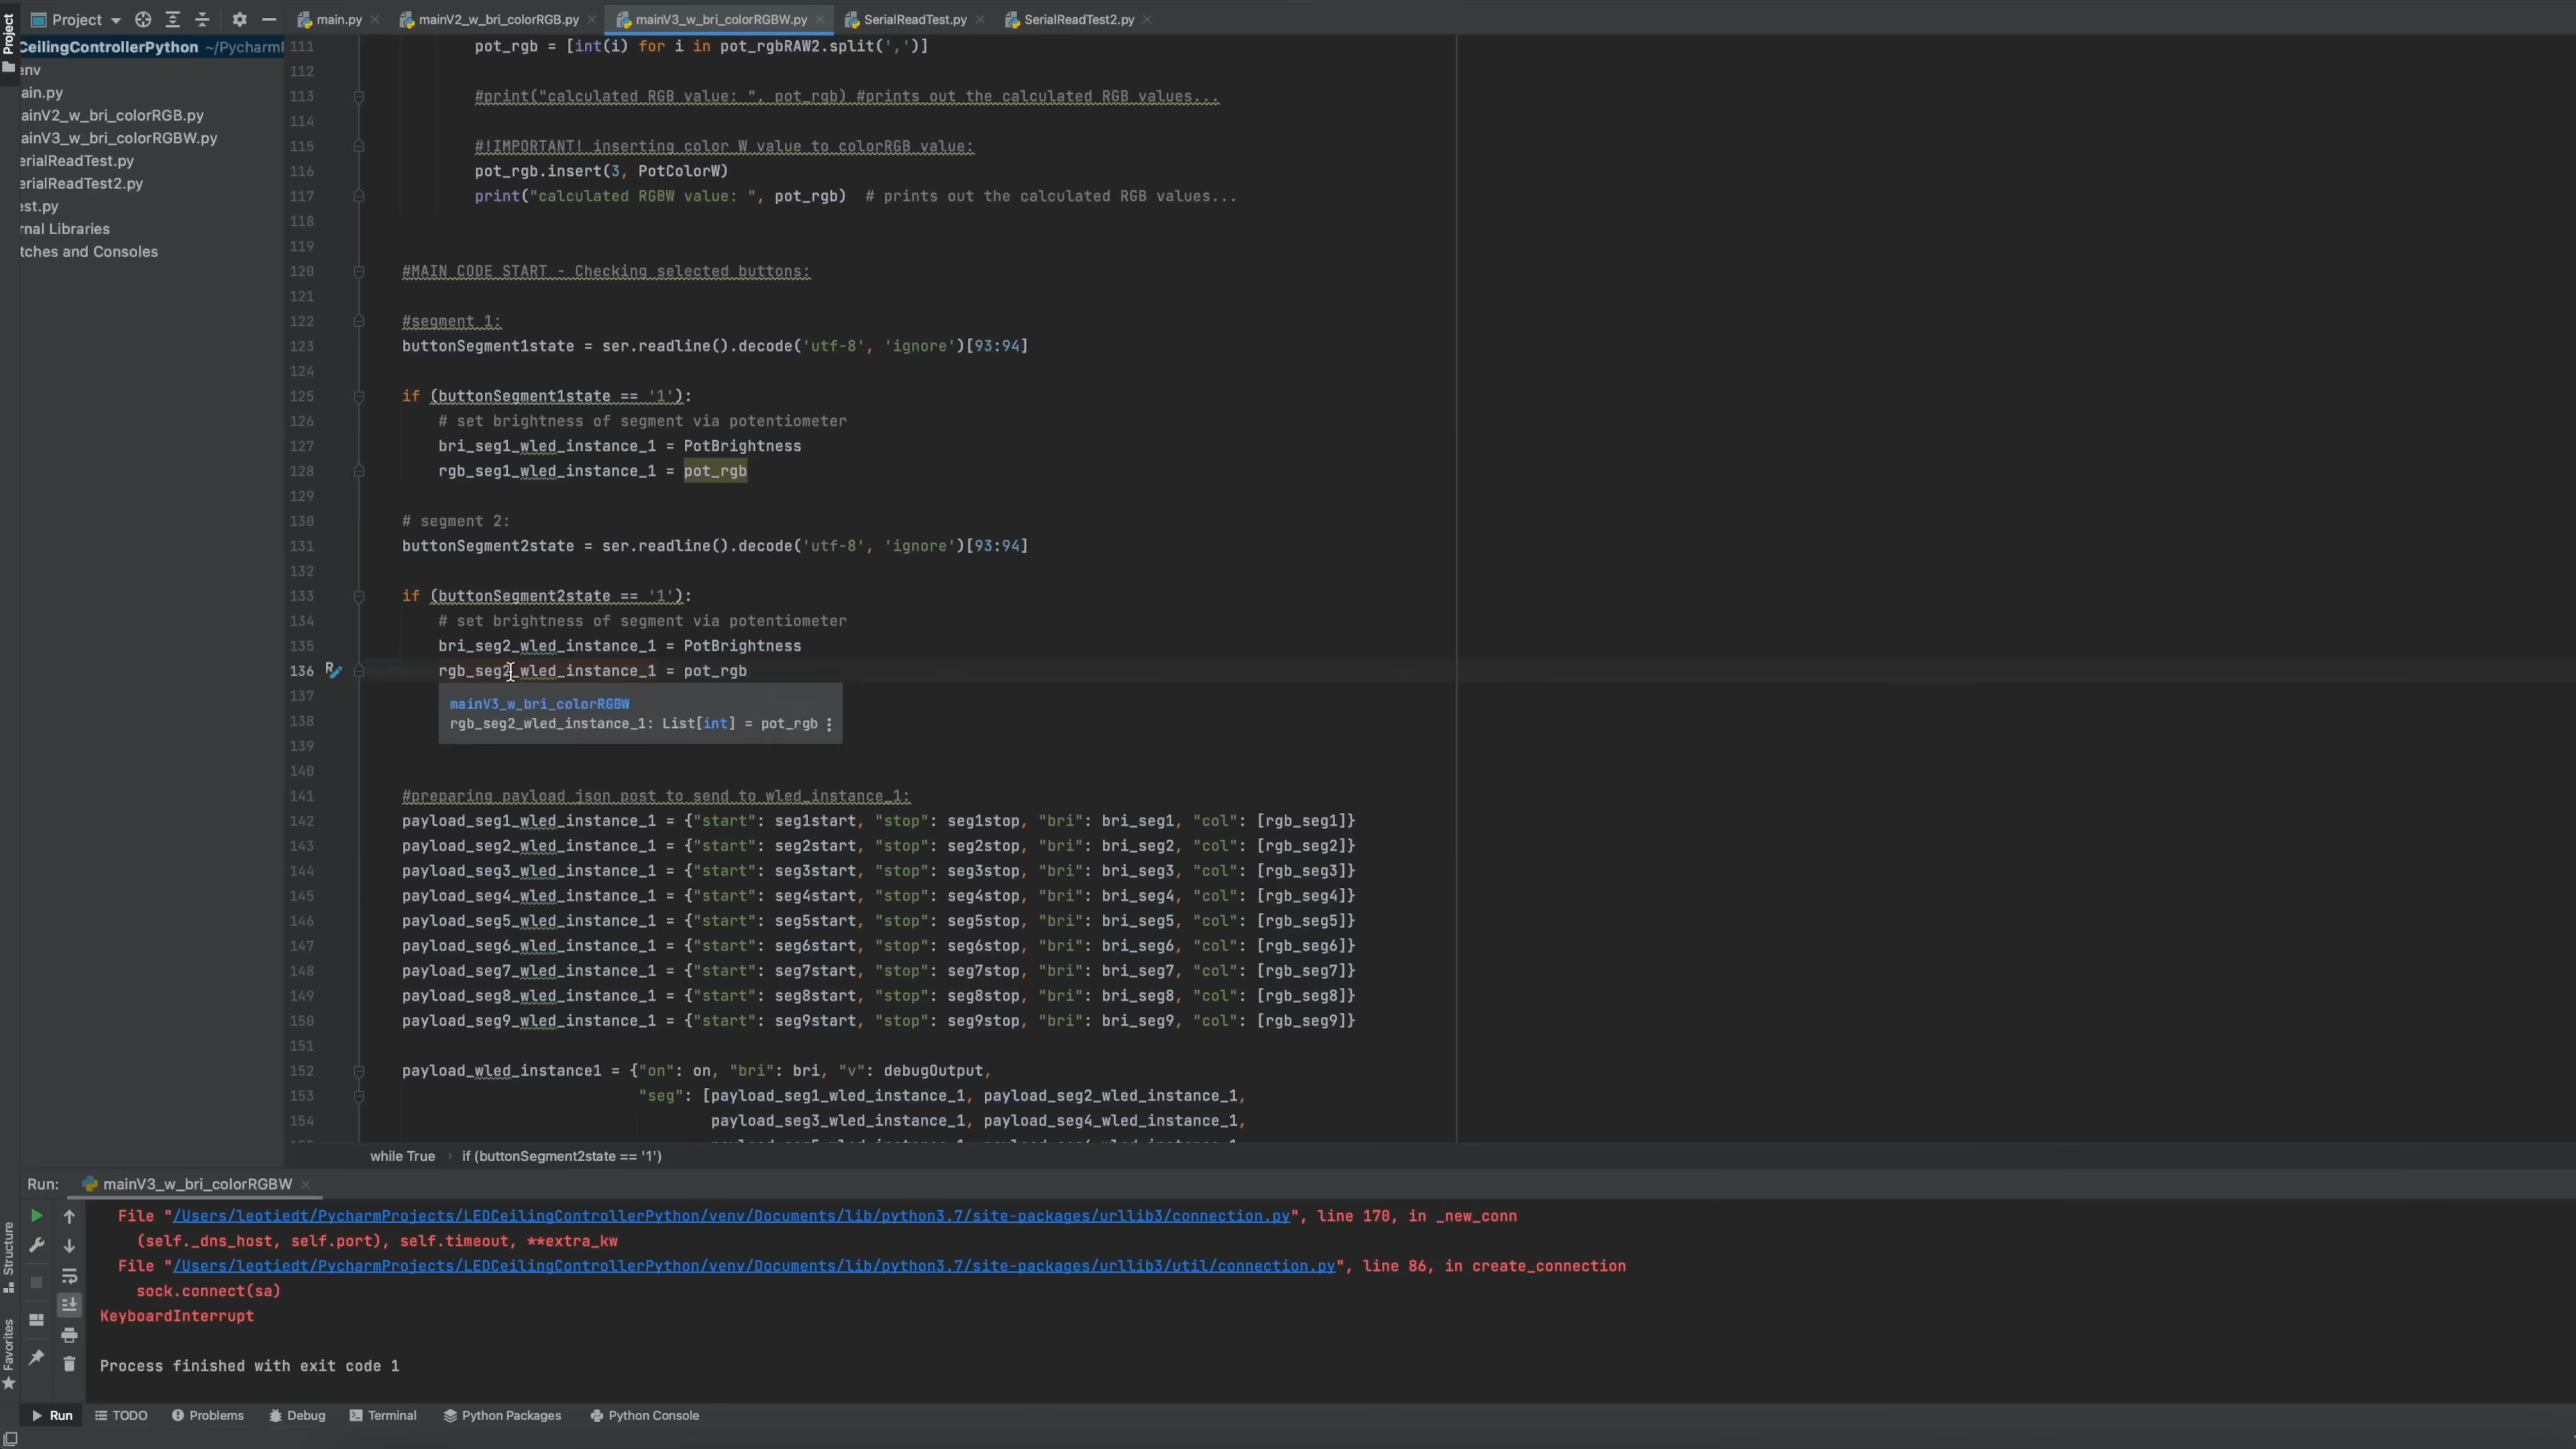 Project
main.py
mainV2_w_bri_colorRGB.py
mainV3_w_bri_colorRGBW.py
SerialReadTest.py
SerialReadTest2.py
Project
CeilingControllerPython ~/Pycharm
env
ain.py
ainV2_w_bri_colorRGB.py
ainV3_w_bri_colorRGBW.py
erialReadTest.py
erialReadTest2.py
est.py
rnal Libraries
tches and Consoles
111 pot_rgb = [int(i) for i in pot_rgbRAW2.split(',')]
112
113 #print("calculated RGB value: ", pot_rgb) #prints out the calculated RGB values...
114
115 #!IMPORTANT! inserting color W value to colorRGB value:
116 pot_rgb.insert(3, PotColorW)
117 print("calculated RGBW value: ", pot_rgb)  # prints out the calculated RGB values...
118
119
120 #MAIN CODE START - Checking selected buttons:
121
122 #segment 1:
123 buttonSegment1state = ser.readline().decode('utf-8', 'ignore')[93:94]
124
125 if (buttonSegment1state == '1'):
126 # set brightness of segment via potentiometer
127 bri_seg1_wled_instance_1 = PotBrightness
128 rgb_seg1_wled_instance_1 = pot_rgb
129
130 # segment 2:
131 buttonSegment2state = ser.readline().decode('utf-8', 'ignore')[93:94]
132
133 if (buttonSegment2state == '1'):
134 # set brightness of segment via potentiometer
135 bri_seg2_wled_instance_1 = PotBrightness
136 rgb_seg2_wled_instance_1 = pot_rgb
137 mainV3_w_bri_colorRGBW
138 rgb_seg2_wled_instance_1: List[int] = pot_rgb
139
140
141 #preparing payload json post to send to wled_instance_1:
142 payload_seg1_wled_instance_1 = {"start": seg1start, "stop": seg1stop, "bri": bri_seg1, "col": [rgb_seg1]}
143 payload_seg2_wled_instance_1 = {"start": seg2start, "stop": seg2stop, "bri": bri_seg2, "col": [rgb_seg2]}
144 payload_seg3_wled_instance_1 = {"start": seg3start, "stop": seg3stop, "bri": bri_seg3, "col": [rgb_seg3]}
145 payload_seg4_wled_instance_1 = {"start": seg4start, "stop": seg4stop, "bri": bri_seg4, "col": [rgb_seg4]}
146 payload_seg5_wled_instance_1 = {"start": seg5start, "stop": seg5stop, "bri": bri_seg5, "col": [rgb_seg5]}
147 payload_seg6_wled_instance_1 = {"start": seg6start, "stop": seg6stop, "bri": bri_seg6, "col": [rgb_seg6]}
148 payload_seg7_wled_instance_1 = {"start": seg7start, "stop": seg7stop, "bri": bri_seg7, "col": [rgb_seg7]}
149 payload_seg8_wled_instance_1 = {"start": seg8start, "stop": seg8stop, "bri": bri_seg8, "col": [rgb_seg8]}
150 payload_seg9_wled_instance_1 = {"start": seg9start, "stop": seg9stop, "bri": bri_seg9, "col": [rgb_seg9]}
151
152 payload_wled_instance1 = {"on": on, "bri": bri, "v": debugOutput,
153 "seg": [payload_seg1_wled_instance_1, payload_seg2_wled_instance_1,
154 payload_seg3_wled_instance_1, payload_seg4_wled_instance_1,
while True › if (buttonSegment2state == '1')
Run: mainV3_w_bri_colorRGBW
File "/Users/leotiedt/PycharmProjects/LEDCeilingControllerPython/venv/Documents/lib/python3.7/site-packages/urllib3/connection.py", line 170, in _new_conn
(self._dns_host, self.port), self.timeout, **extra_kw
File "/Users/leotiedt/PycharmProjects/LEDCeilingControllerPython/venv/Documents/lib/python3.7/site-packages/urllib3/util/connection.py", line 86, in create_connection
sock.connect(sa)
KeyboardInterrupt
Process finished with exit code 1
Structure
Favorites
Run
TODO
Problems
Debug
Terminal
Python Packages
Python Console